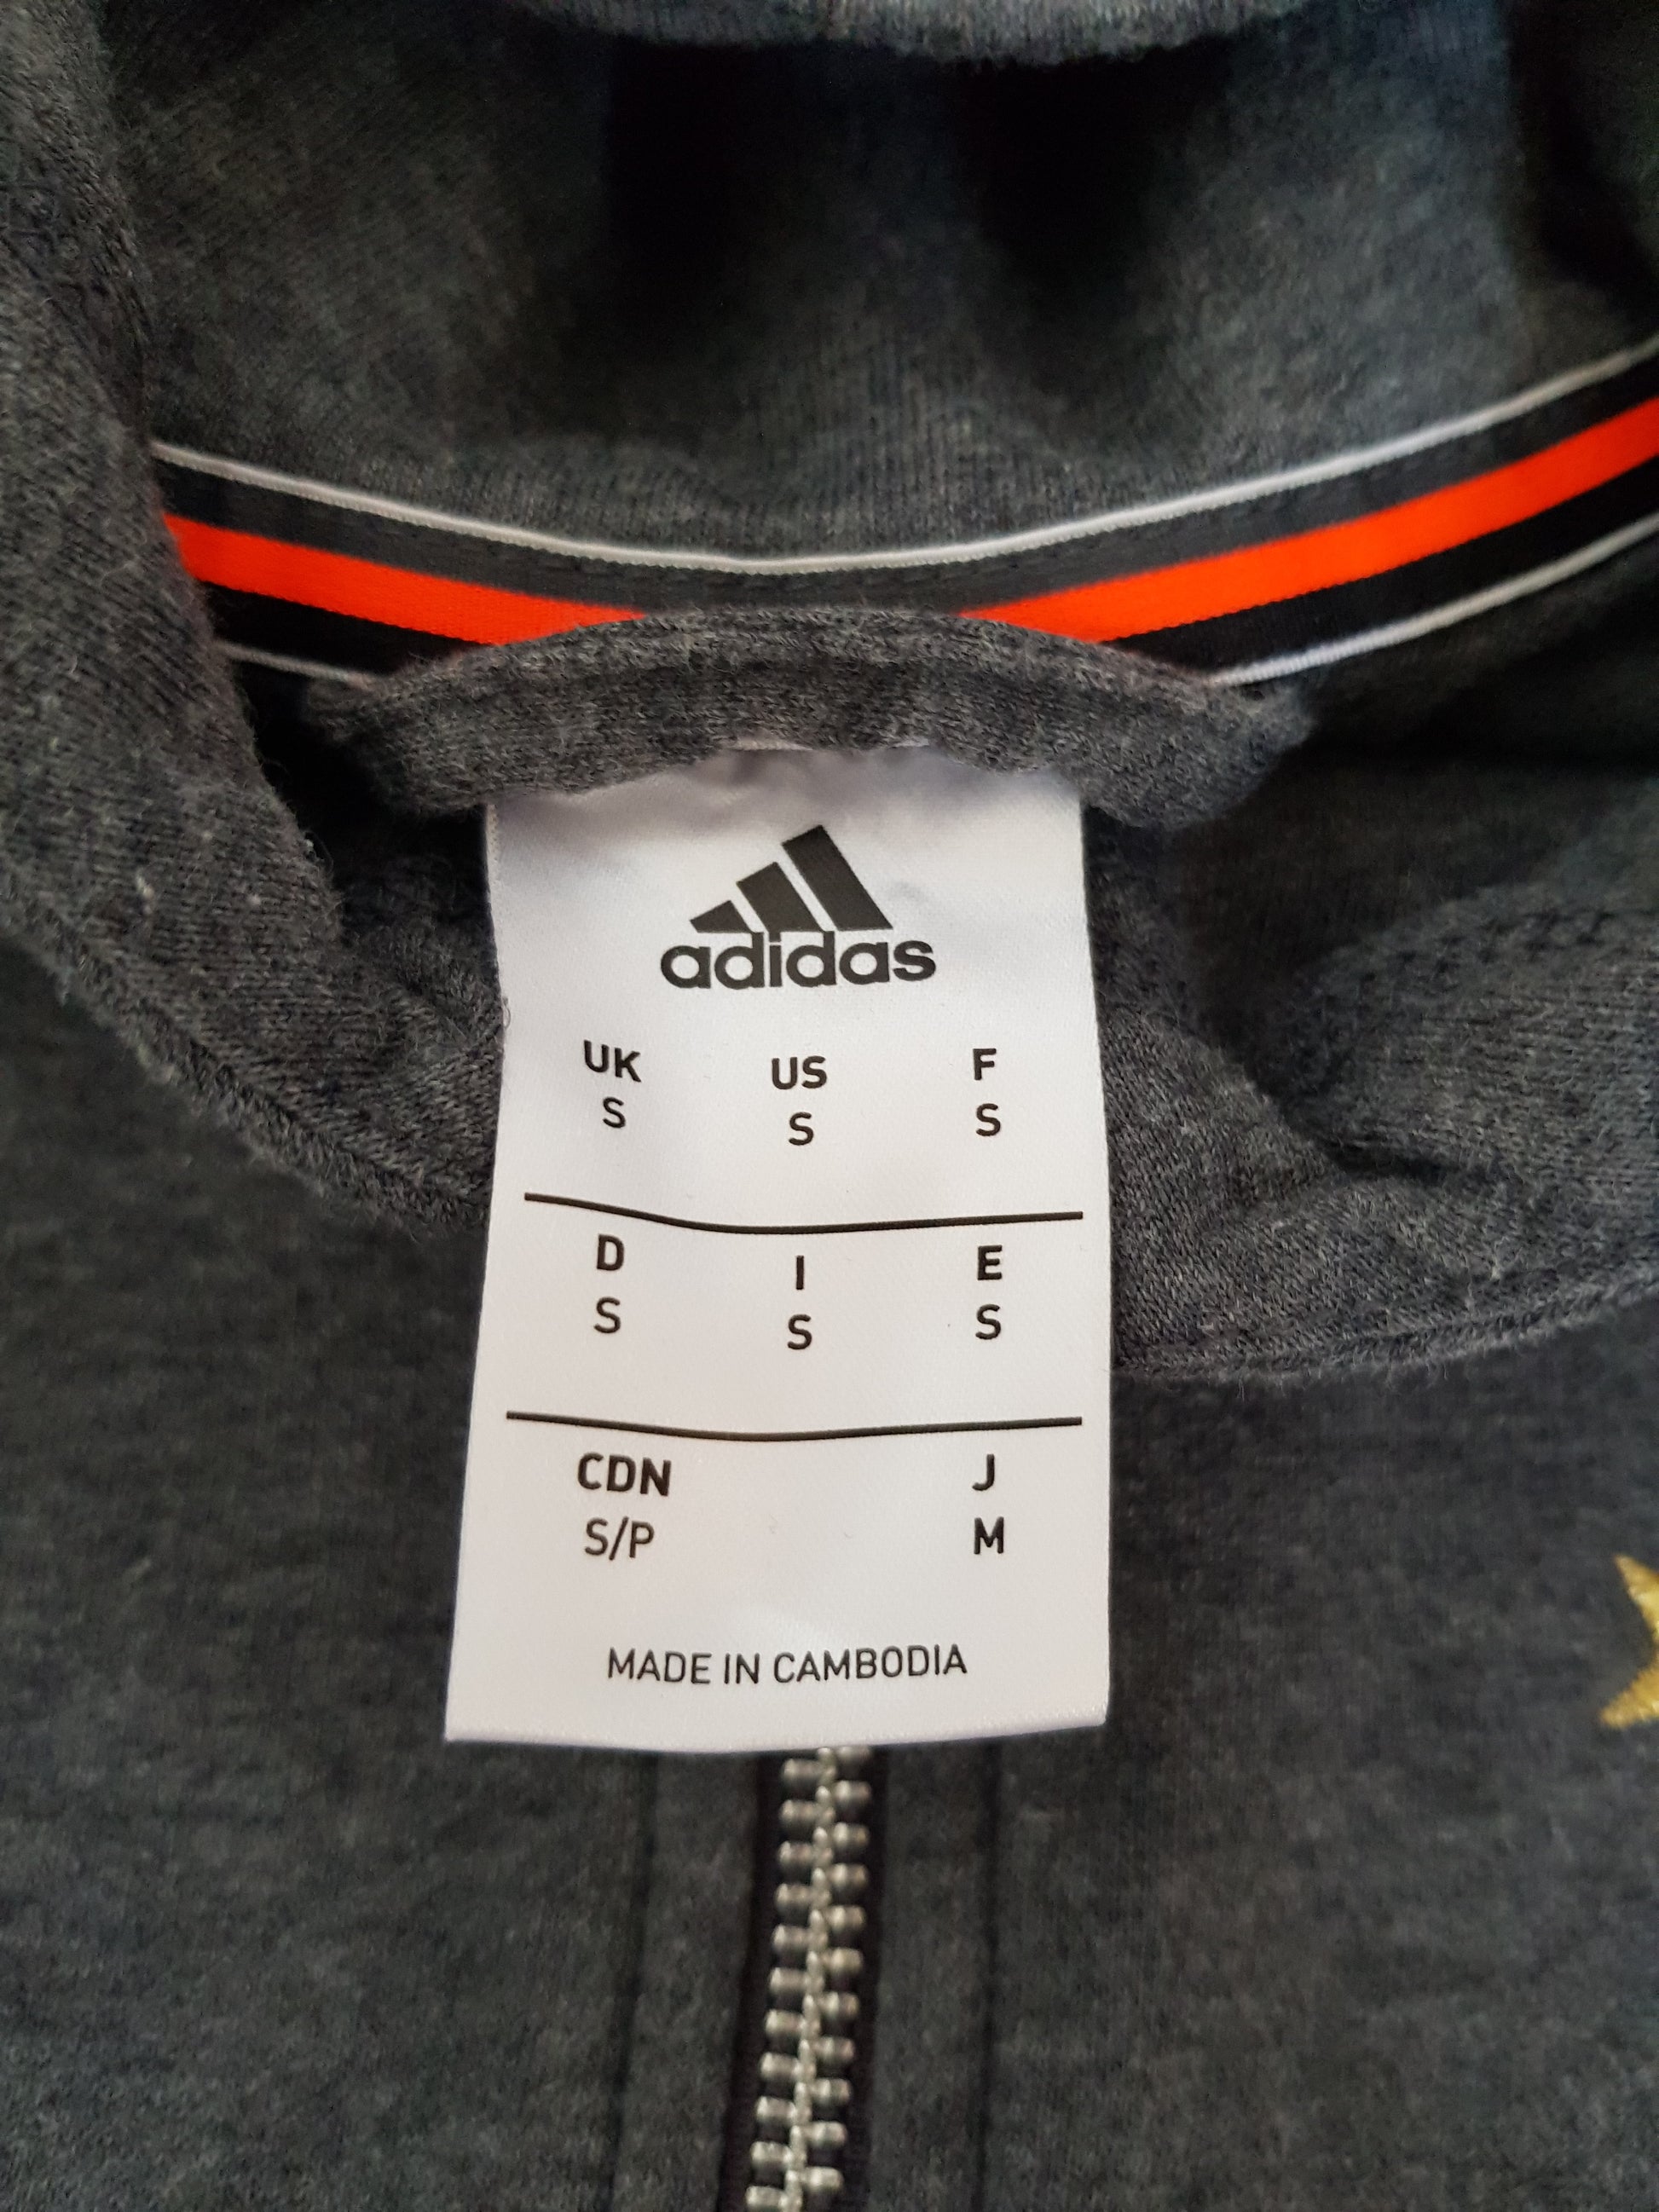 adidas
UK US F
S S S
D I E
S S S
CDN J
S/P M
MADE IN CAMBODIA